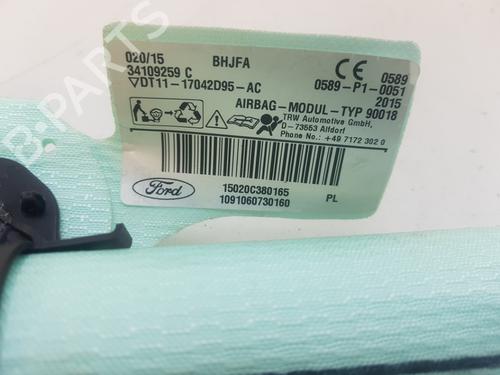 B-PARTS
020/15 BHJFA
34109259 C CE 0589
▽DT11-17042D95-AC 0589-P1-0051
2015
AIRBAG-MODUL-TYP 90018
TRW Automotive GmbH,
D-73553 Alfdorf
Phone No.: +49 7172 302 0
Ford
15020C380165
1091060730160 PL